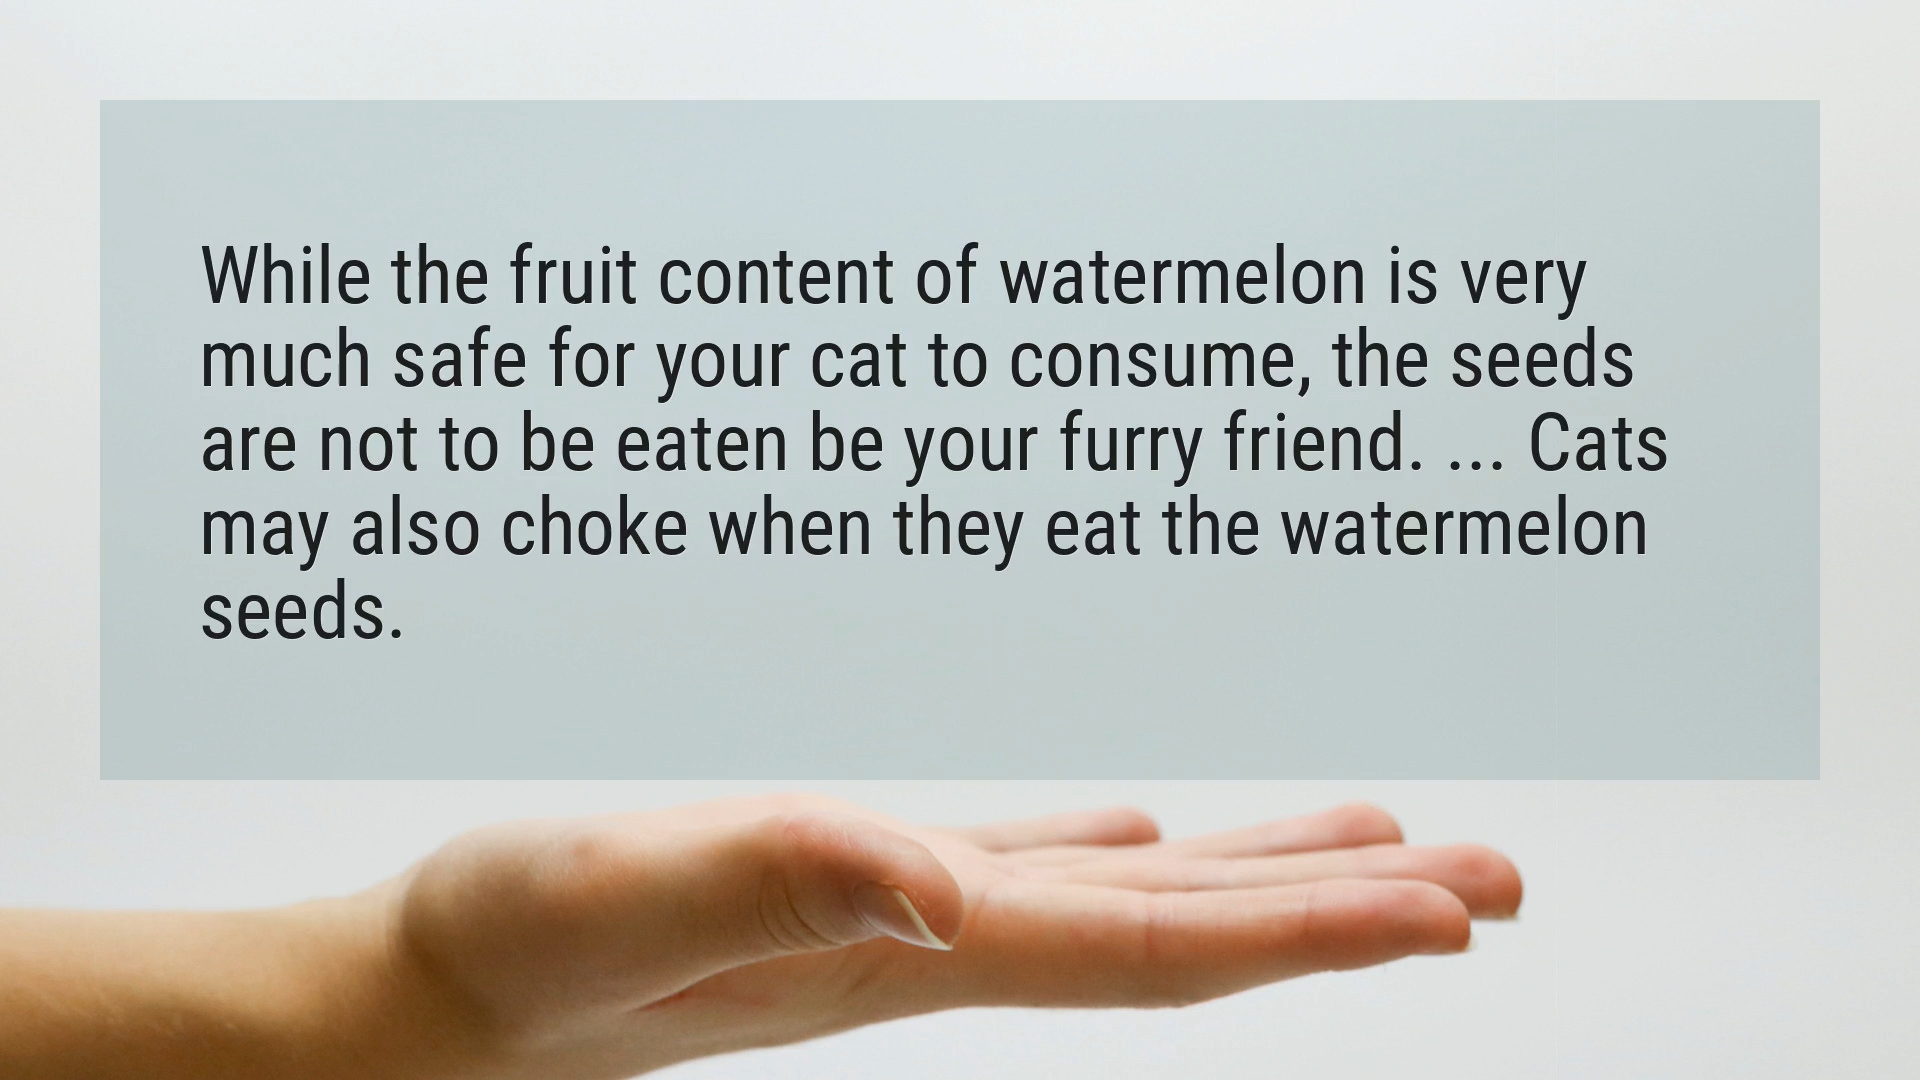 While the fruit content of watermelon is very
much safe for your cat to consume, the seeds
are not to be eaten be your furry friend. ... Cats
may also choke when they eat the watermelon
seeds.